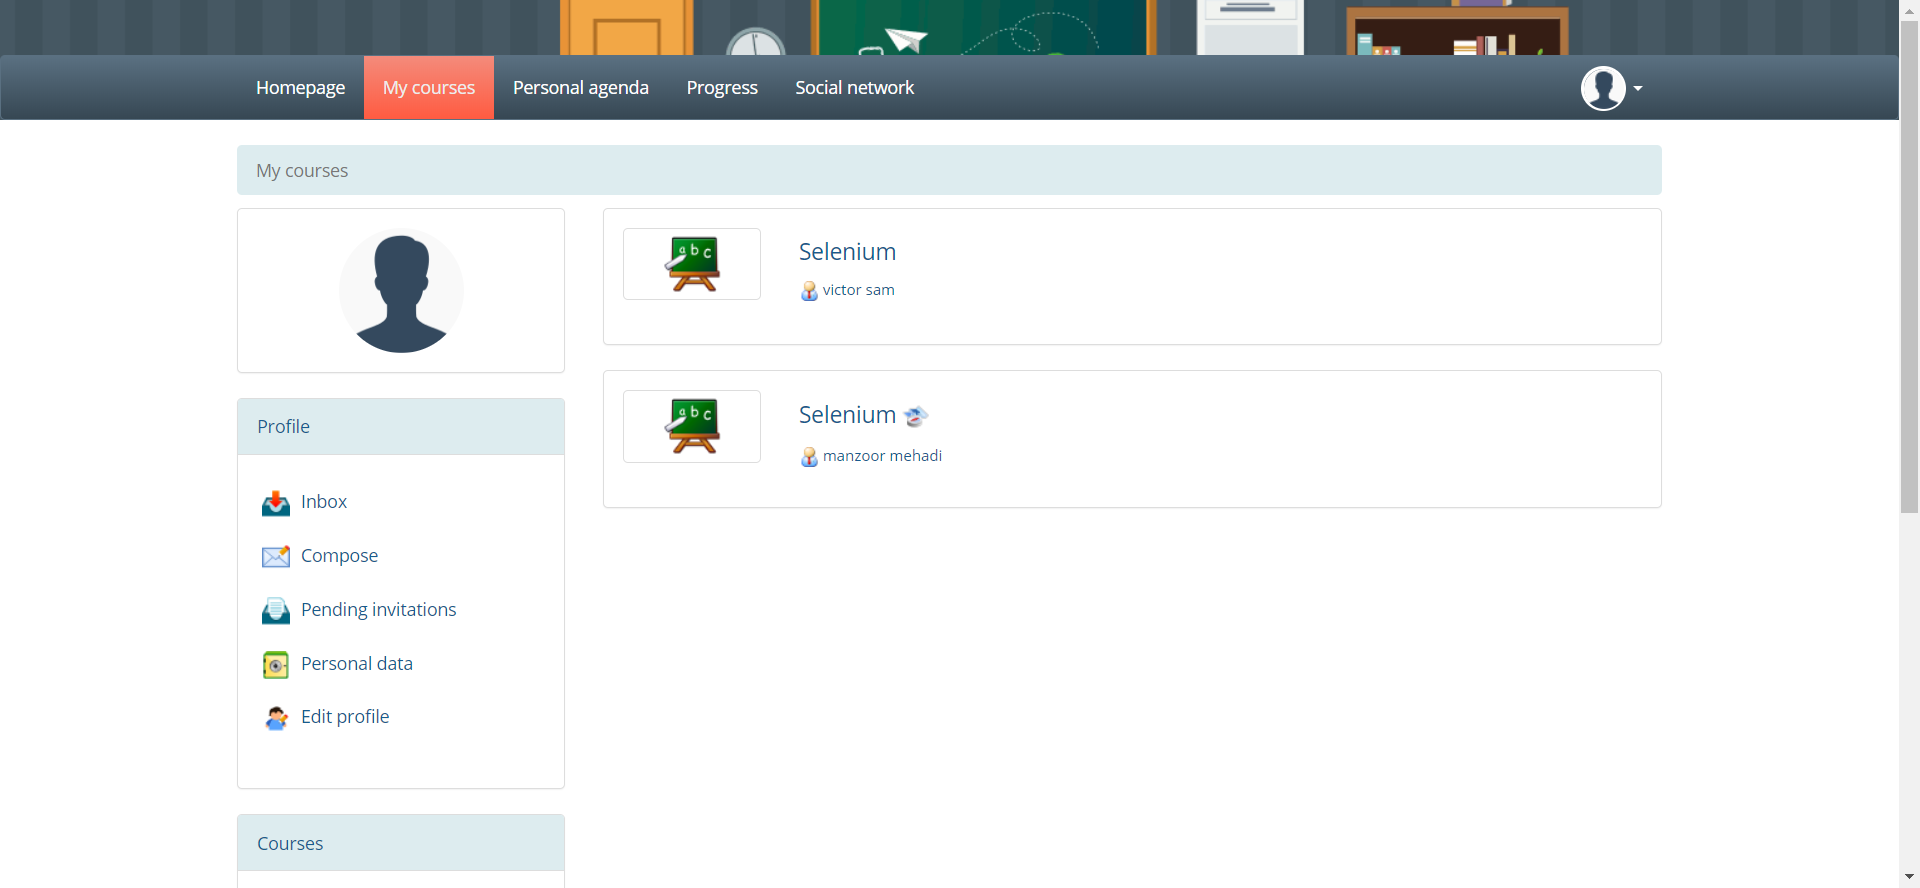 Homepage My courses Personal agenda Progress Social network
My courses
Selenium
victor sam
Selenium
manzoor mehadi
Profile
Inbox
Compose
Pending invitations
Personal data
Edit profile
Courses